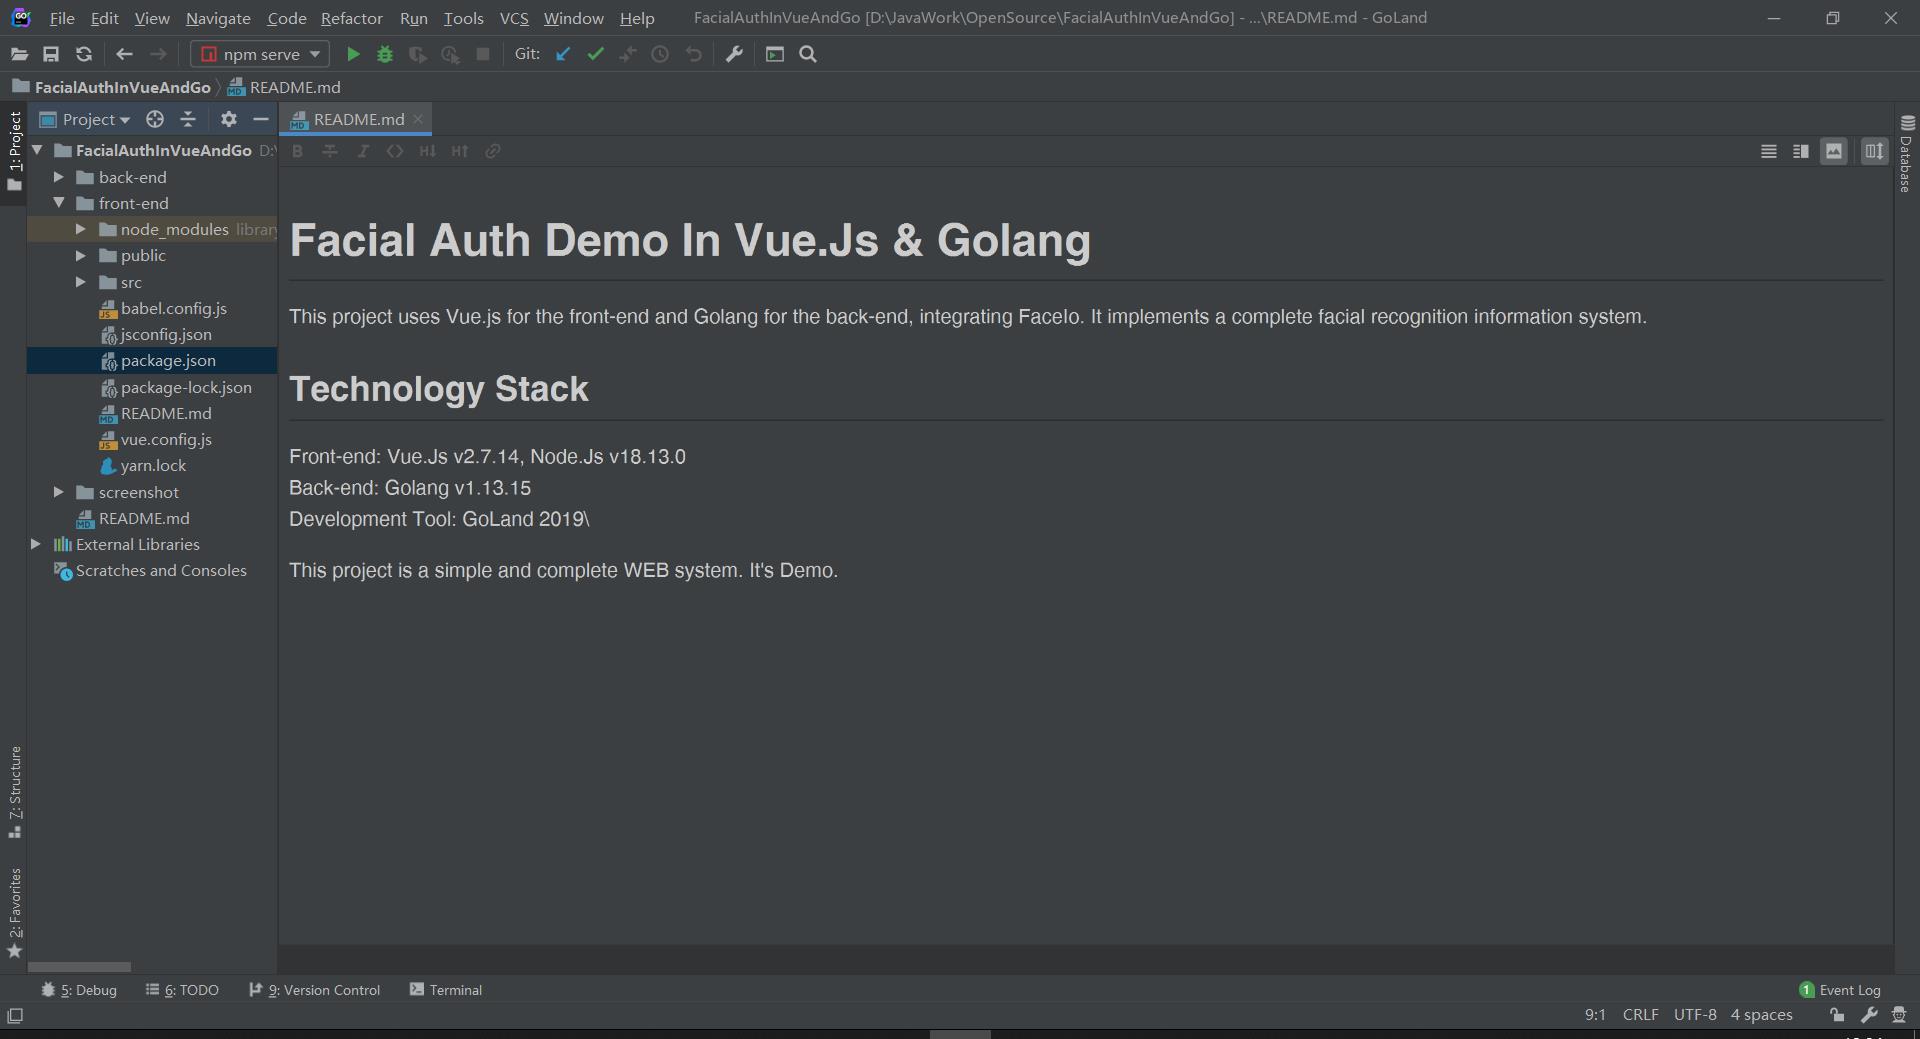 File Edit View Navigate Code Refactor Run Tools VCS Window Help FacialAuthInVueAndGo [D:\JavaWork\OpenSource\FacialAuthInVueAndGo] - ...\README.md - GoLand
npm serve Git:
FacialAuthInVueAndGo README.md
1: Project
Project
README.md
Database
FacialAuthInVueAndGo D:\
back-end
front-end
node_modules library
public
src
babel.config.js
jsconfig.json
package.json
package-lock.json
README.md
vue.config.js
yarn.lock
screenshot
README.md
External Libraries
Scratches and Consoles
B I <> H↓ H↑
Facial Auth Demo In Vue.Js & Golang
This project uses Vue.js for the front-end and Golang for the back-end, integrating FaceIo. It implements a complete facial recognition information system.
Technology Stack
Front-end: Vue.Js v2.7.14, Node.Js v18.13.0
Back-end: Golang v1.13.15
Development Tool: GoLand 2019\
This project is a simple and complete WEB system. It's Demo.
7: Structure
2: Favorites
5: Debug 6: TODO 9: Version Control Terminal 1 Event Log
9:1 CRLF UTF-8 4 spaces